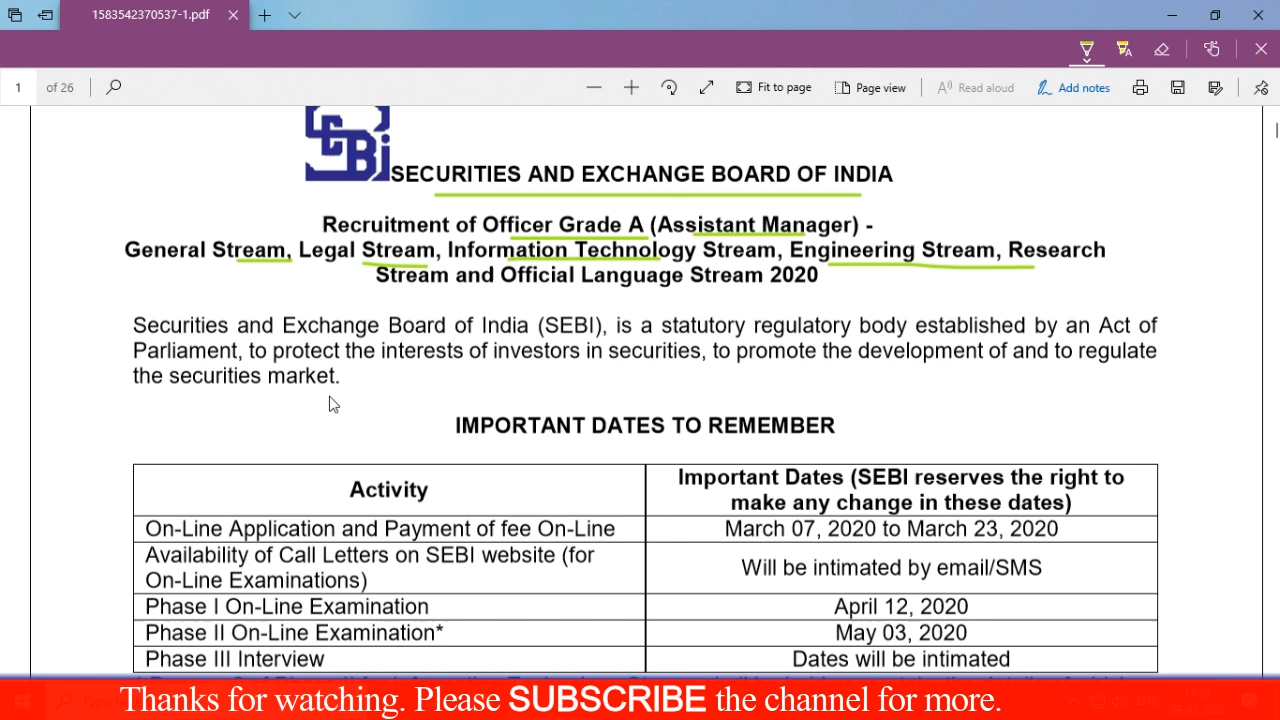 1583542370537-1.pdf
1 of 26
Fit to page
Page view
Read aloud
Add notes
SEBI
SECURITIES AND EXCHANGE BOARD OF INDIA
Recruitment of Officer Grade A (Assistant Manager) -
General Stream, Legal Stream, Information Technology Stream, Engineering Stream, Research
Stream and Official Language Stream 2020
Securities and Exchange Board of India (SEBI), is a statutory regulatory body established by an Act of
Parliament, to protect the interests of investors in securities, to promote the development of and to regulate
the securities market.
IMPORTANT DATES TO REMEMBER
Activity
Important Dates (SEBI reserves the right to
make any change in these dates)
On-Line Application and Payment of fee On-Line
March 07, 2020 to March 23, 2020
Availability of Call Letters on SEBI website (for
On-Line Examinations)
Will be intimated by email/SMS
Phase I On-Line Examination
April 12, 2020
Phase II On-Line Examination*
May 03, 2020
Phase III Interview
Dates will be intimated
Thanks for watching. Please SUBSCRIBE the channel for more.